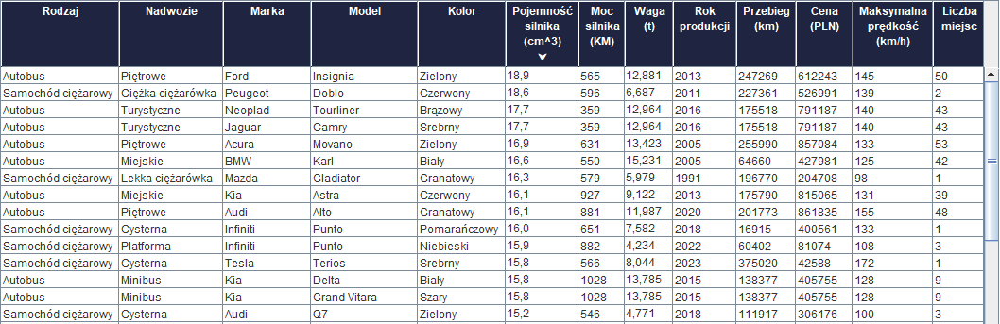 Rodzaj Nadwozie Marka Model Kolor Pojemność silnika (cm^3) Moc silnika (KM) Waga (t) Rok produkcji Przebieg (km) Cena (PLN) Maksymalna prędkość (km/h) Liczba miejsc
Autobus Piętrowe Ford Insignia Zielony 18,9 565 12,881 2013 247269 612243 145 50
Samochód ciężarowy Ciężka ciężarówka Peugeot Doblo Czerwony 18,6 596 6,687 2011 227361 526991 139 2
Autobus Turystyczne Neoplad Tourliner Brązowy 17,7 359 12,964 2016 175518 791187 140 43
Autobus Turystyczne Jaguar Camry Srebrny 17,7 359 12,964 2016 175518 791187 140 43
Autobus Piętrowe Acura Movano Zielony 16,9 631 13,423 2005 255990 857084 133 53
Autobus Miejskie BMW Karl Biały 16,6 550 15,231 2005 64660 427981 125 42
Samochód ciężarowy Lekka ciężarówka Mazda Gladiator Granatowy 16,3 579 5,979 1991 196770 204708 98 1
Autobus Miejskie Kia Astra Czerwony 16,1 927 9,122 2013 175790 815065 131 39
Autobus Piętrowe Audi Alto Granatowy 16,1 881 11,987 2020 201773 861835 155 48
Samochód ciężarowy Cysterna Infiniti Punto Pomarańczowy 16,0 651 7,582 2018 16915 400561 133 1
Samochód ciężarowy Platforma Infiniti Punto Niebieski 15,9 882 4,234 2022 60402 81074 108 3
Samochód ciężarowy Cysterna Tesla Terios Srebrny 15,8 566 8,044 2023 375020 42588 172 1
Autobus Minibus Kia Delta Biały 15,8 1028 13,785 2015 138377 405755 128 9
Autobus Minibus Kia Grand Vitara Szary 15,8 1028 13,785 2015 138377 405755 128 9
Samochód ciężarowy Cysterna Audi Q7 Zielony 15,2 546 4,771 2018 111917 306176 100 3